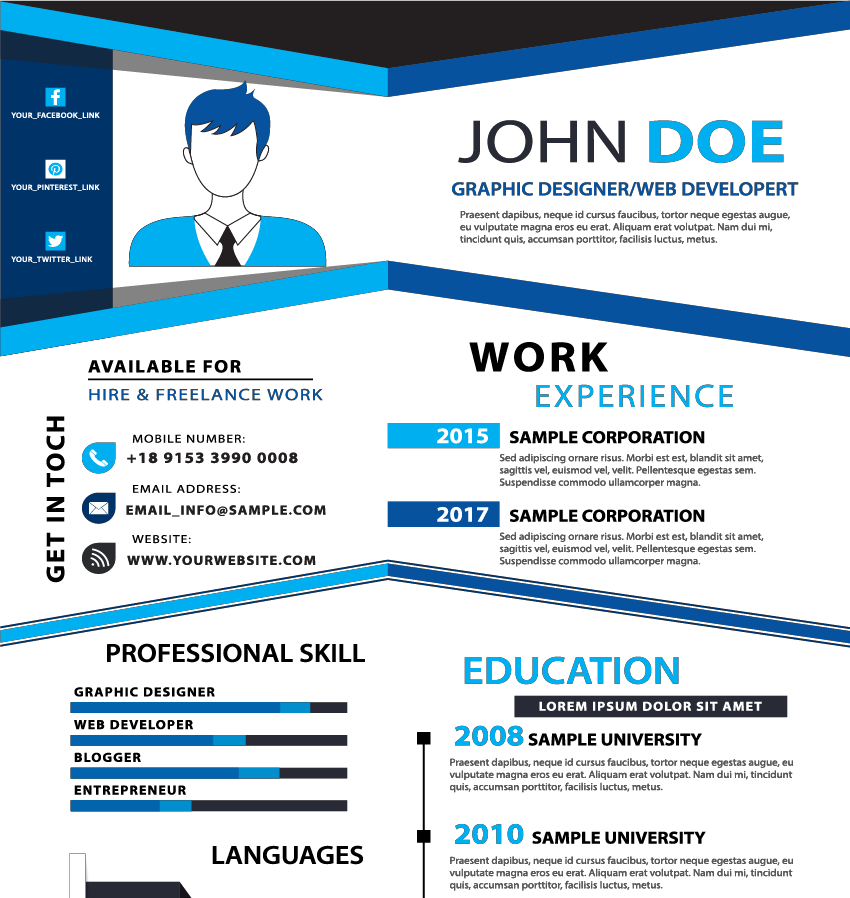 YOUR_FACEBOOK_LINK
YOUR_PINTEREST_LINK
YOUR_TWITTER_LINK
JOHN DOE
GRAPHIC DESIGNER/WEB DEVELOPERT
Praesent dapibus, neque id cursus faucibus, tortor neque egestas augue,
eu vulputate magna eros eu erat. Aliquam erat volutpat. Nam dui mi,
tincidunt quis, accumsan porttitor, facilisis luctus, metus.
AVAILABLE FOR
HIRE & FREELANCE WORK
GET IN TOCH
MOBILE NUMBER:
+18 9153 3990 0008
EMAIL ADDRESS:
EMAIL_INFO@SAMPLE.COM
WEBSITE:
WWW.YOURWEBSITE.COM
WORK
EXPERIENCE
2015 SAMPLE CORPORATION
Sed adipiscing ornare risus. Morbi est est, blandit sit amet,
sagittis vel, euismod vel, velit. Pellentesque egestas sem.
Suspendisse commodo ullamcorper magna.
2017 SAMPLE CORPORATION
Sed adipiscing ornare risus. Morbi est est, blandit sit amet,
sagittis vel, euismod vel, velit. Pellentesque egestas sem.
Suspendisse commodo ullamcorper magna.
PROFESSIONAL SKILL
GRAPHIC DESIGNER
WEB DEVELOPER
BLOGGER
ENTREPRENEUR
LANGUAGES
EDUCATION
LOREM IPSUM DOLOR SIT AMET
2008 SAMPLE UNIVERSITY
Praesent dapibus, neque id cursus faucibus, tortor neque egestas augue, eu
vulputate magna eros eu erat. Aliquam erat volutpat. Nam dui mi, tincidunt
quis, accumsan porttitor, facilisis luctus, metus.
2010 SAMPLE UNIVERSITY
Praesent dapibus, neque id cursus faucibus, tortor neque egestas augue, eu
vulputate magna eros eu erat. Aliquam erat volutpat. Nam dui mi, tincidunt
quis, accumsan porttitor, facilisis luctus, metus.